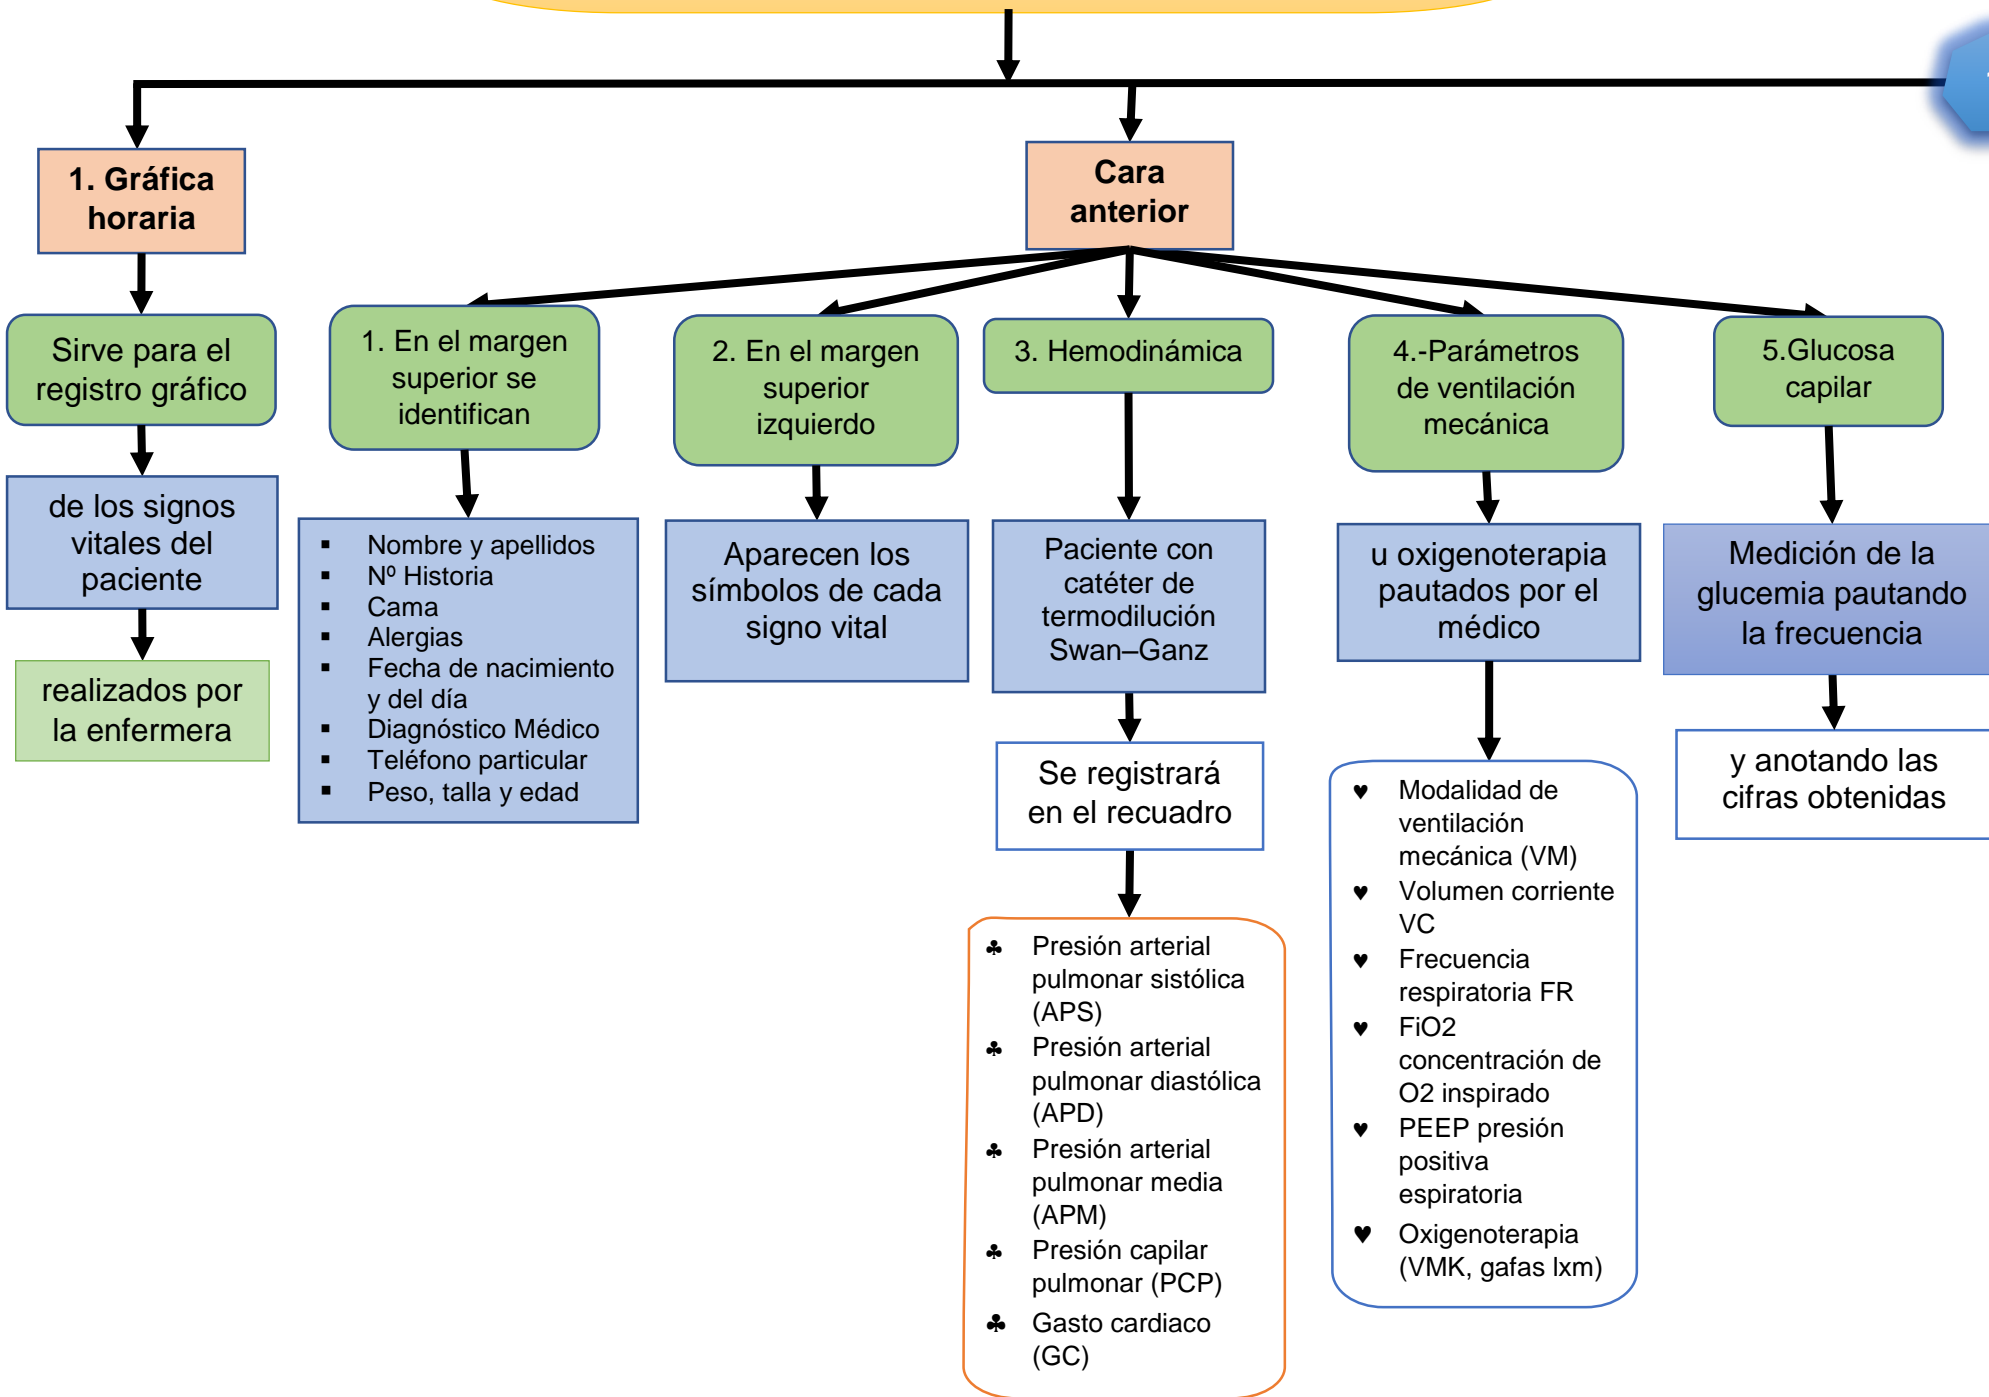 1. Gráfica
horaria
Sirve para el
registro gráfico
de los signos
vitales del
paciente
realizados por
la enfermera
Cara
anterior
1. En el margen
superior se
identifican
▪ Nombre y apellidos
▪ Nº Historia
▪ Cama
▪ Alergias
▪ Fecha de nacimiento
y del día
▪ Diagnóstico Médico
▪ Teléfono particular
▪ Peso, talla y edad
2. En el margen
superior
izquierdo
Aparecen los
símbolos de cada
signo vital
3. Hemodinámica
Paciente con
catéter de
termodilución
Swan–Ganz
Se registrará
en el recuadro
♣ Presión arterial
pulmonar sistólica
(APS)
♣ Presión arterial
pulmonar diastólica
(APD)
♣ Presión arterial
pulmonar media
(APM)
♣ Presión capilar
pulmonar (PCP)
♣ Gasto cardiaco
(GC)
4.-Parámetros
de ventilación
mecánica
u oxigenoterapia
pautados por el
médico
♥ Modalidad de
ventilación
mecánica (VM)
♥ Volumen corriente
VC
♥ Frecuencia
respiratoria FR
♥ FiO2
concentración de
O2 inspirado
♥ PEEP presión
positiva
espiratoria
♥ Oxigenoterapia
(VMK, gafas lxm)
5.Glucosa
capilar
Medición de la
glucemia pautando
la frecuencia
y anotando las
cifras obtenidas